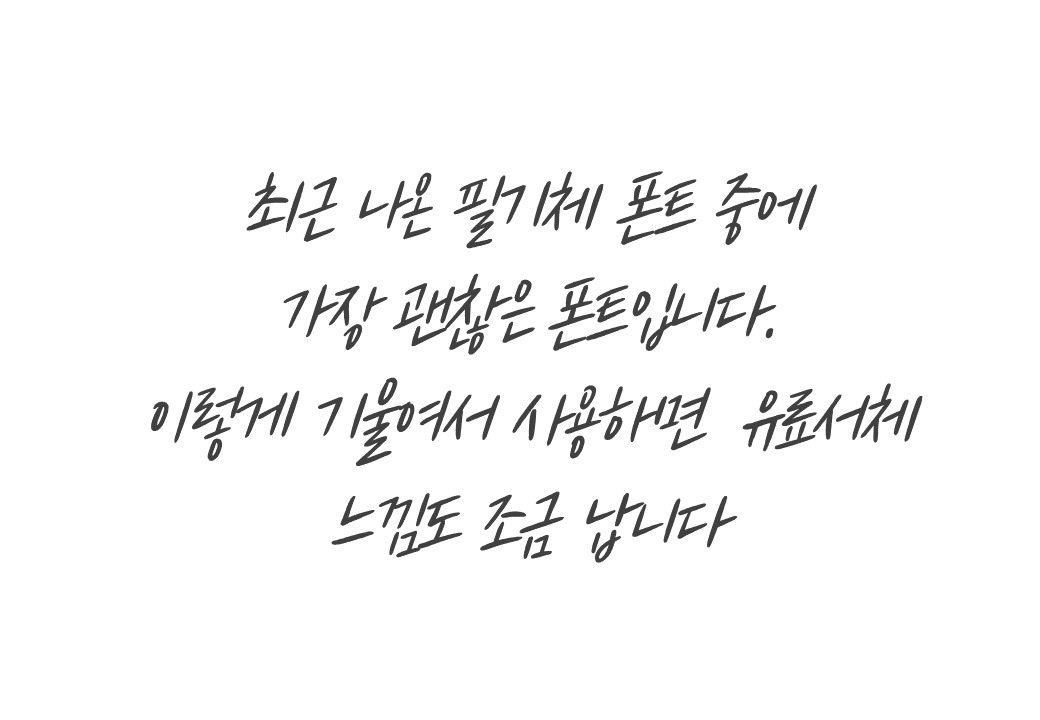 최근 나온 필기체 폰트 중에
가장 괜찮은 폰트입니다.
이렇게 기울여서 사용하면 유료서체
느낌도 조금 납니다